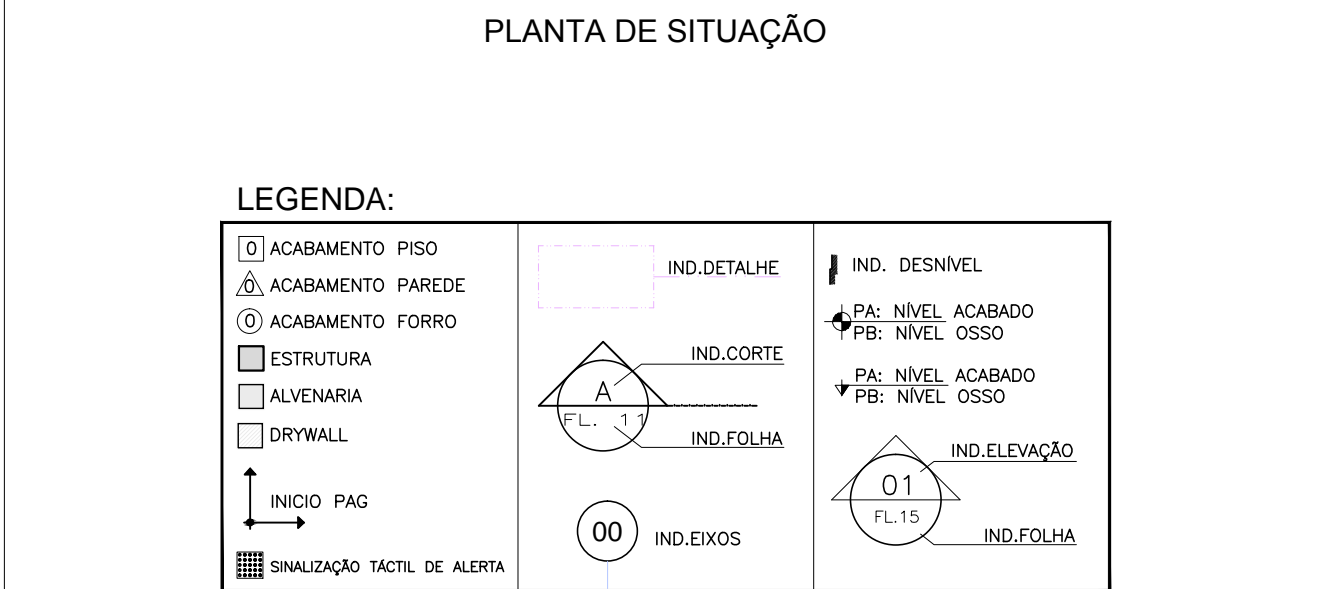 PLANTA DE SITUAÇÃO
LEGENDA:
0 ACABAMENTO PISO
0 ACABAMENTO PAREDE
0 ACABAMENTO FORRO
ESTRUTURA
ALVENARIA
DRYWALL
INICIO PAG
SINALIZAÇÃO TÁCTIL DE ALERTA
IND.DETALHE
IND.CORTE
A
FL. 11
IND.FOLHA
00 IND.EIXOS
IND. DESNÍVEL
PA: NÍVEL ACABADO
PB: NÍVEL OSSO
PA: NÍVEL ACABADO
PB: NÍVEL OSSO
IND.ELEVAÇÃO
01
FL.15
IND.FOLHA